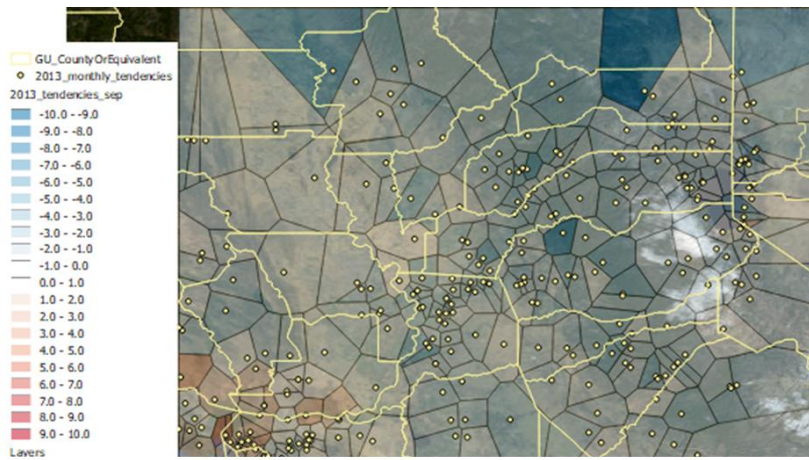 GU_CountyOrEquivalent
2013_monthly_tendencies
2013_tendencies_sep
-10.0 - -9.0
-9.0 - -8.0
-8.0 - -7.0
-7.0 - -6.0
-6.0 - -5.0
-5.0 - -4.0
-4.0 - -3.0
-3.0 - -2.0
-2.0 - -1.0
-1.0 - 0.0
0.0 - 1.0
1.0 - 2.0
2.0 - 3.0
3.0 - 4.0
4.0 - 5.0
5.0 - 6.0
6.0 - 7.0
7.0 - 8.0
8.0 - 9.0
9.0 - 10.0
Layers